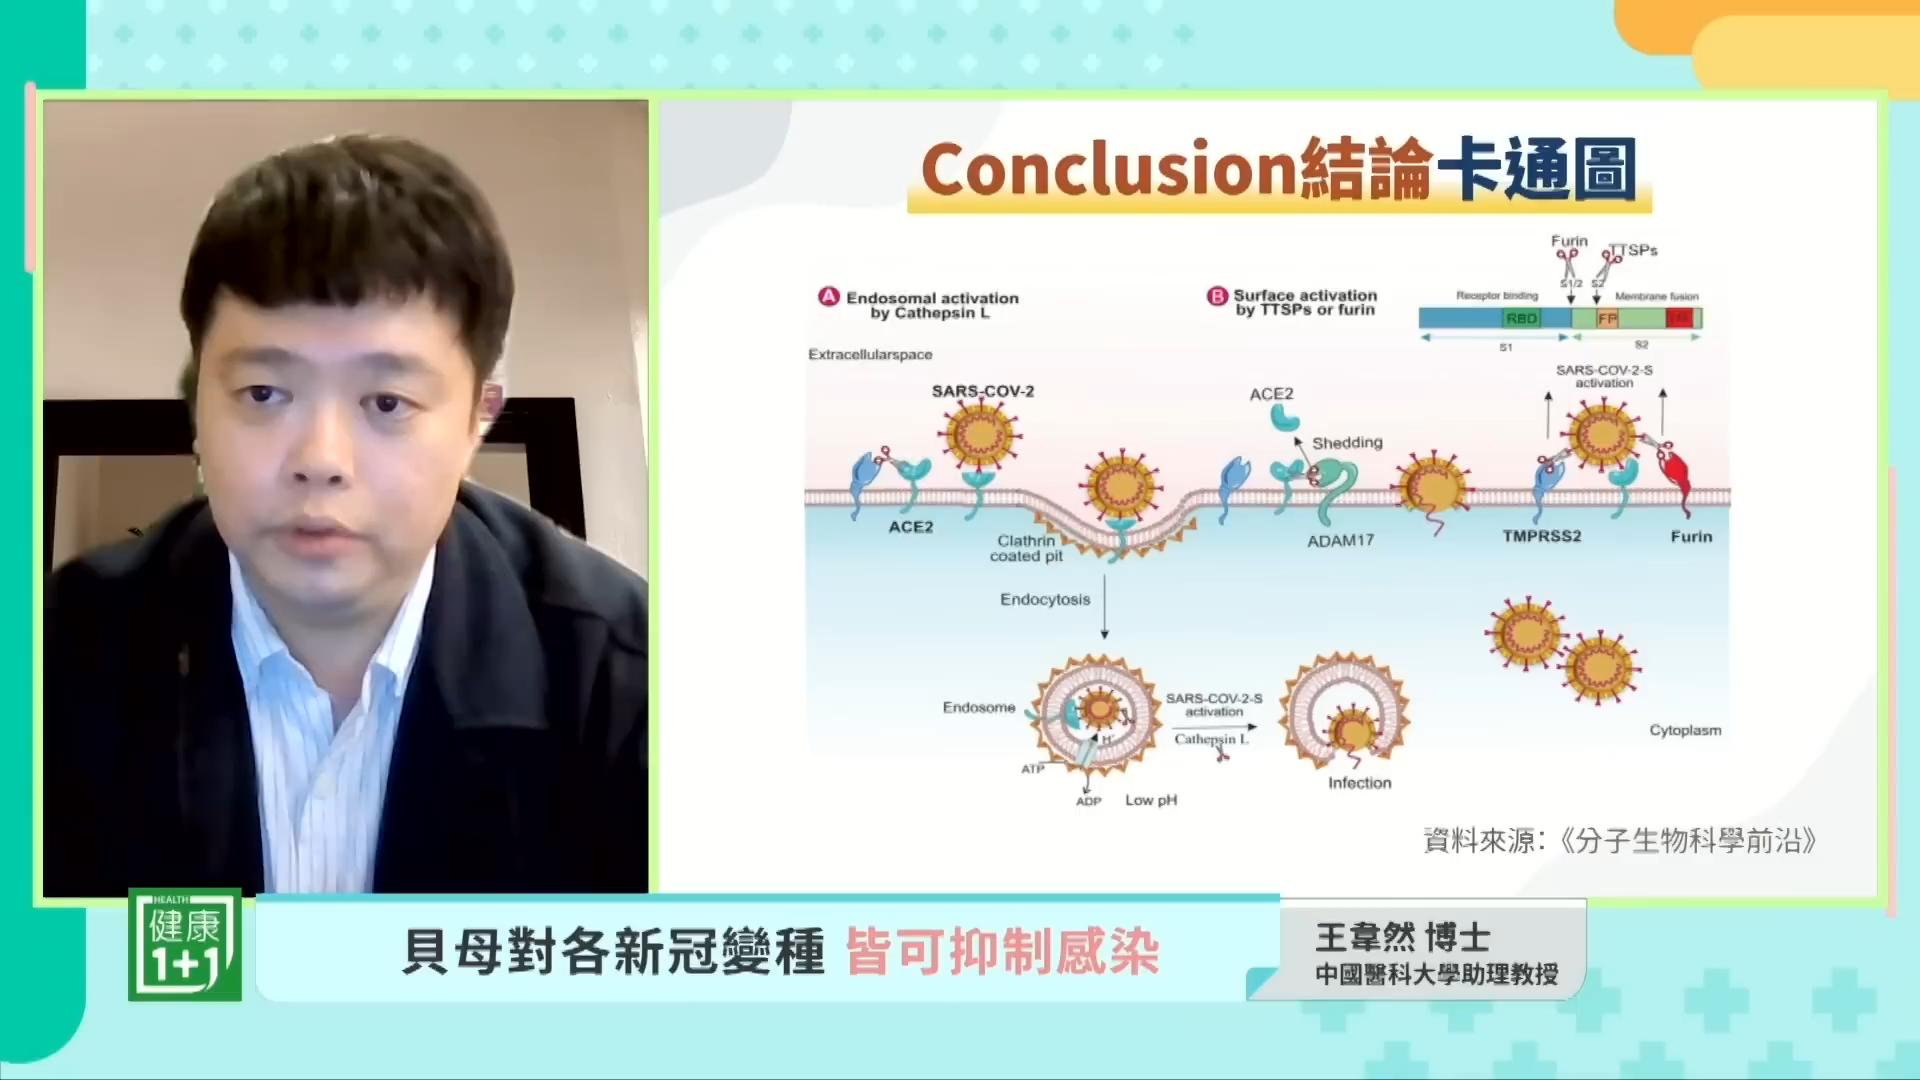 Conclusion結論卡通圖
A Endosomal activation
by Cathepsin L
B Surface activation
by TTSPs or furin
Furin
TTSPs
S1/2
S2'
Receptor binding
Membrane fusion
RBD
FP
S1
S2
Extracellularspace
SARS-COV-2
ACE2
Clathrin
coated pit
Endocytosis
ACE2
Shedding
ADAM17
SARS-COV-2-S
activation
TMPRSS2
Furin
Endosome
H+
ATP
ADP
Low pH
SARS-COV-2-S
activation
Cathepsin L
Infection
Cytoplasm
資料來源：《分子生物科學前沿》
HEALTH
健康
1+1
貝母對各新冠變種 皆可抑制感染
王韋然 博士
中國醫科大學助理教授